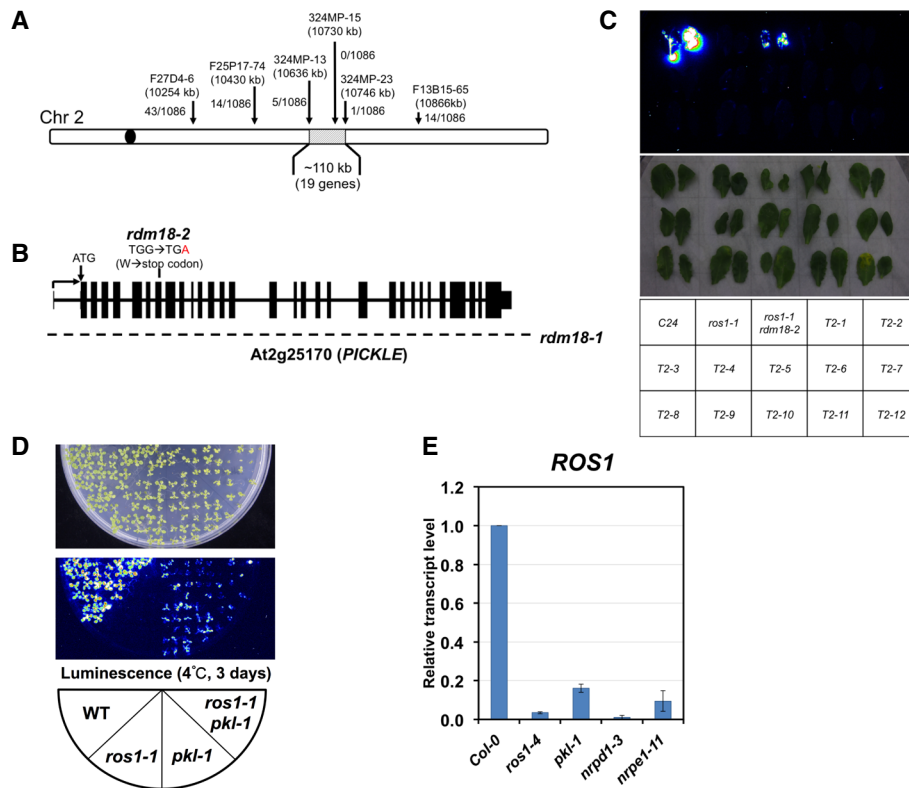 A
324MP-15
(10730 kb)
F25P17-74
(10430 kb)
324MP-13
(10636 kb)
0/1086
F27D4-6
(10254 kb)
324MP-23
(10746 kb)
F13B15-65
(10866kb)
43/1086
14/1086
5/1086
1/1086
14/1086
Chr 2
~110 kb
(19 genes)
B
rdm18-2
TGG→TGA
(W→stop codon)
ATG
rdm18-1
At2g25170 (PICKLE)
C
C24 ros1-1 ros1-1 rdm18-2 T2-1 T2-2
T2-3 T2-4 T2-5 T2-6 T2-7
T2-8 T2-9 T2-10 T2-11 T2-12
D
Luminescence (4℃, 3 days)
WT
ros1-1
pkl-1
ros1-1
pkl-1
E
ROS1
Relative transcript level
1.2
1.0
0.8
0.6
0.4
0.2
0.0
Col-0
ros1-4
pkl-1
nrpd1-3
nrpe1-11